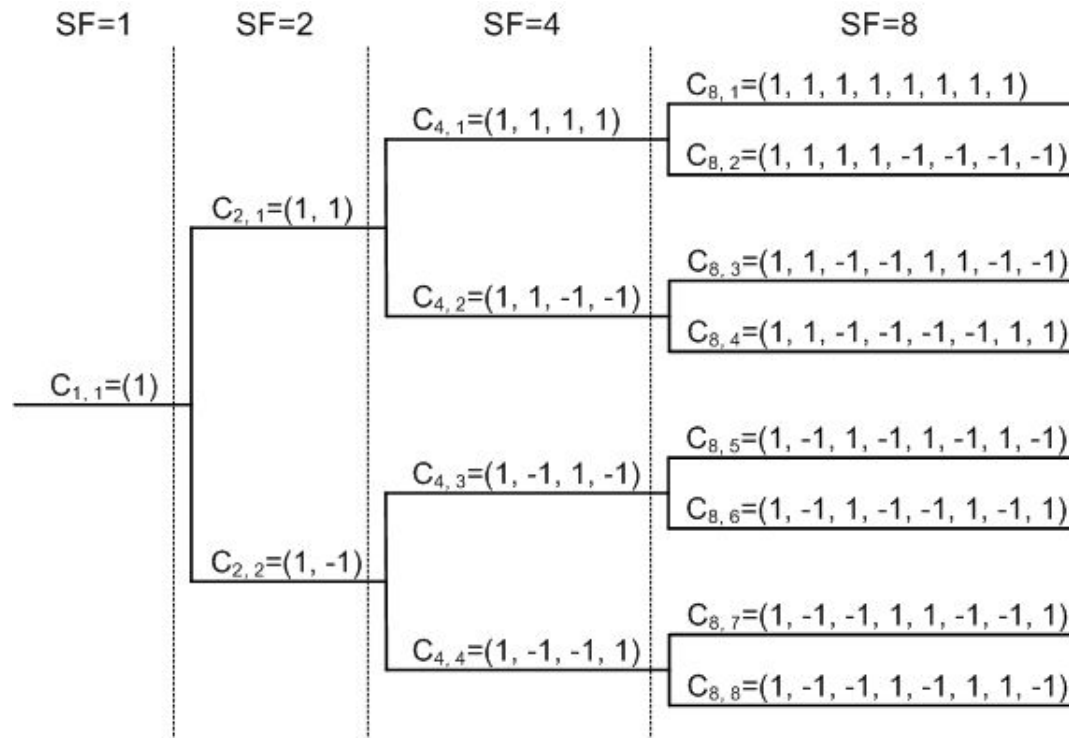 SF=1 SF=2 SF=4 SF=8
C8, 1=(1, 1, 1, 1, 1, 1, 1, 1)
C4, 1=(1, 1, 1, 1)
C8, 2=(1, 1, 1, 1, -1, -1, -1, -1)
C2, 1=(1, 1)
C8, 3=(1, 1, -1, -1, 1, 1, -1, -1)
C4, 2=(1, 1, -1, -1)
C8, 4=(1, 1, -1, -1, -1, -1, 1, 1)
C1, 1=(1)
C8, 5=(1, -1, 1, -1, 1, -1, 1, -1)
C4, 3=(1, -1, 1, -1)
C8, 6=(1, -1, 1, -1, -1, 1, -1, 1)
C2, 2=(1, -1)
C8, 7=(1, -1, -1, 1, 1, -1, -1, 1)
C4, 4=(1, -1, -1, 1)
C8, 8=(1, -1, -1, 1, -1, 1, 1, -1)